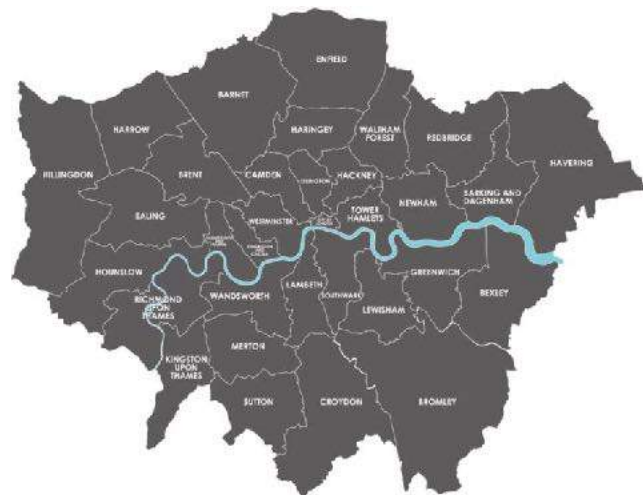 ENFIELD
BARNET
HARROW
HARINGEY
WALTHAM
FOREST
REDBRIDGE
HAVERING
HILLINGDON
BRENT
CAMDEN
ISLINGTON
HACKNEY
BARKING AND
DAGENHAM
EALING
WESTMINSTER
TOWER
HAMLETS
NEWHAM
HOUNSLOW
RICHMOND
UPON
THAMES
WANDSWORTH
LAMBETH
SOUTHWARK
GREENWICH
BEXLEY
LEWISHAM
MERTON
KINGSTON
UPON
THAMES
SUTTON
CROYDON
BROMLEY